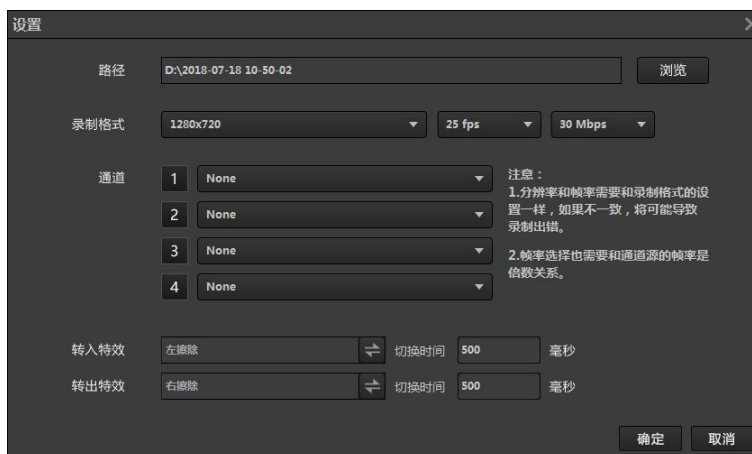 设置
路径 D:\2018-07-18 10-50-02 浏览
录制格式 1280x720 25 fps 30 Mbps
通道 1 None
2 None
3 None
4 None
注意：
1.分辨率和帧率需要和录制格式的设
置一样，如果不一致，将可能导致
录制出错。
2.帧率选择也需要和通道源的帧率是
倍数关系。
转入特效 左擦除 切换时间 500 毫秒
转出特效 右擦除 切换时间 500 毫秒
确定 取消